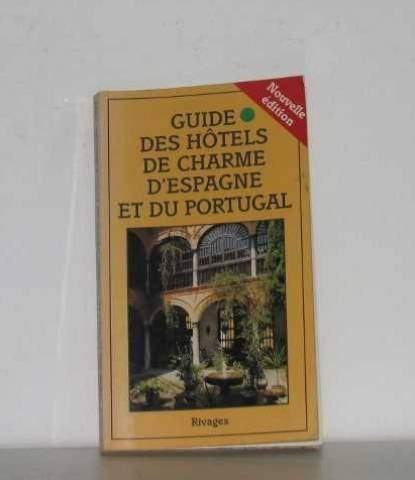 Nouvelle
édition
GUIDE
DES HÔTELS
DE CHARME
D'ESPAGNE
ET DU PORTUGAL
Rivages